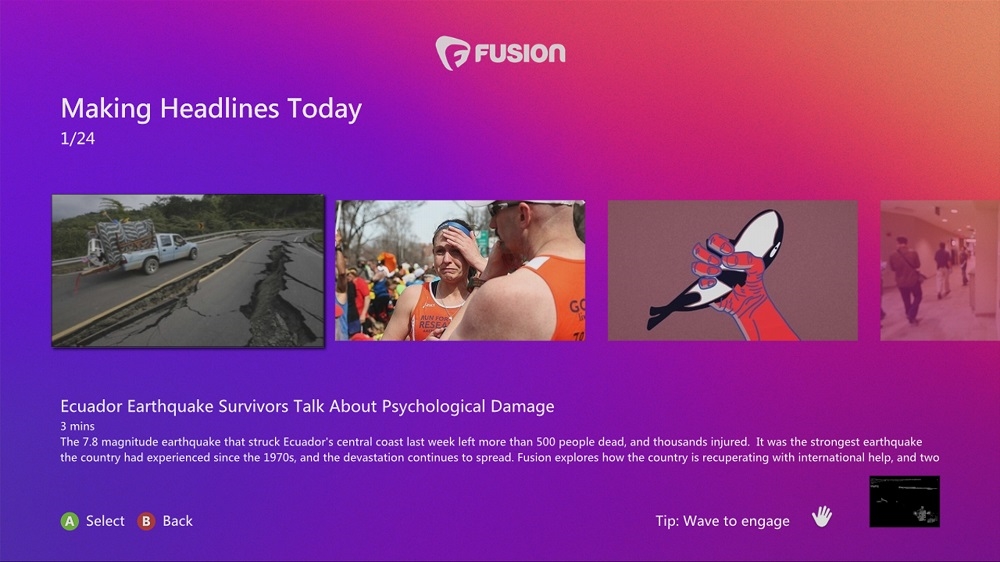 FUSION
Making Headlines Today
1/24
RUN FOR
RESEA
GO
Ecuador Earthquake Survivors Talk About Psychological Damage
3 mins
The 7.8 magnitude earthquake that struck Ecuador's central coast last week left more than 500 people dead, and thousands injured.  It was the strongest earthquake
the country had experienced since the 1970s, and the devastation continues to spread. Fusion explores how the country is recuperating with international help, and two
A Select B Back
Tip: Wave to engage